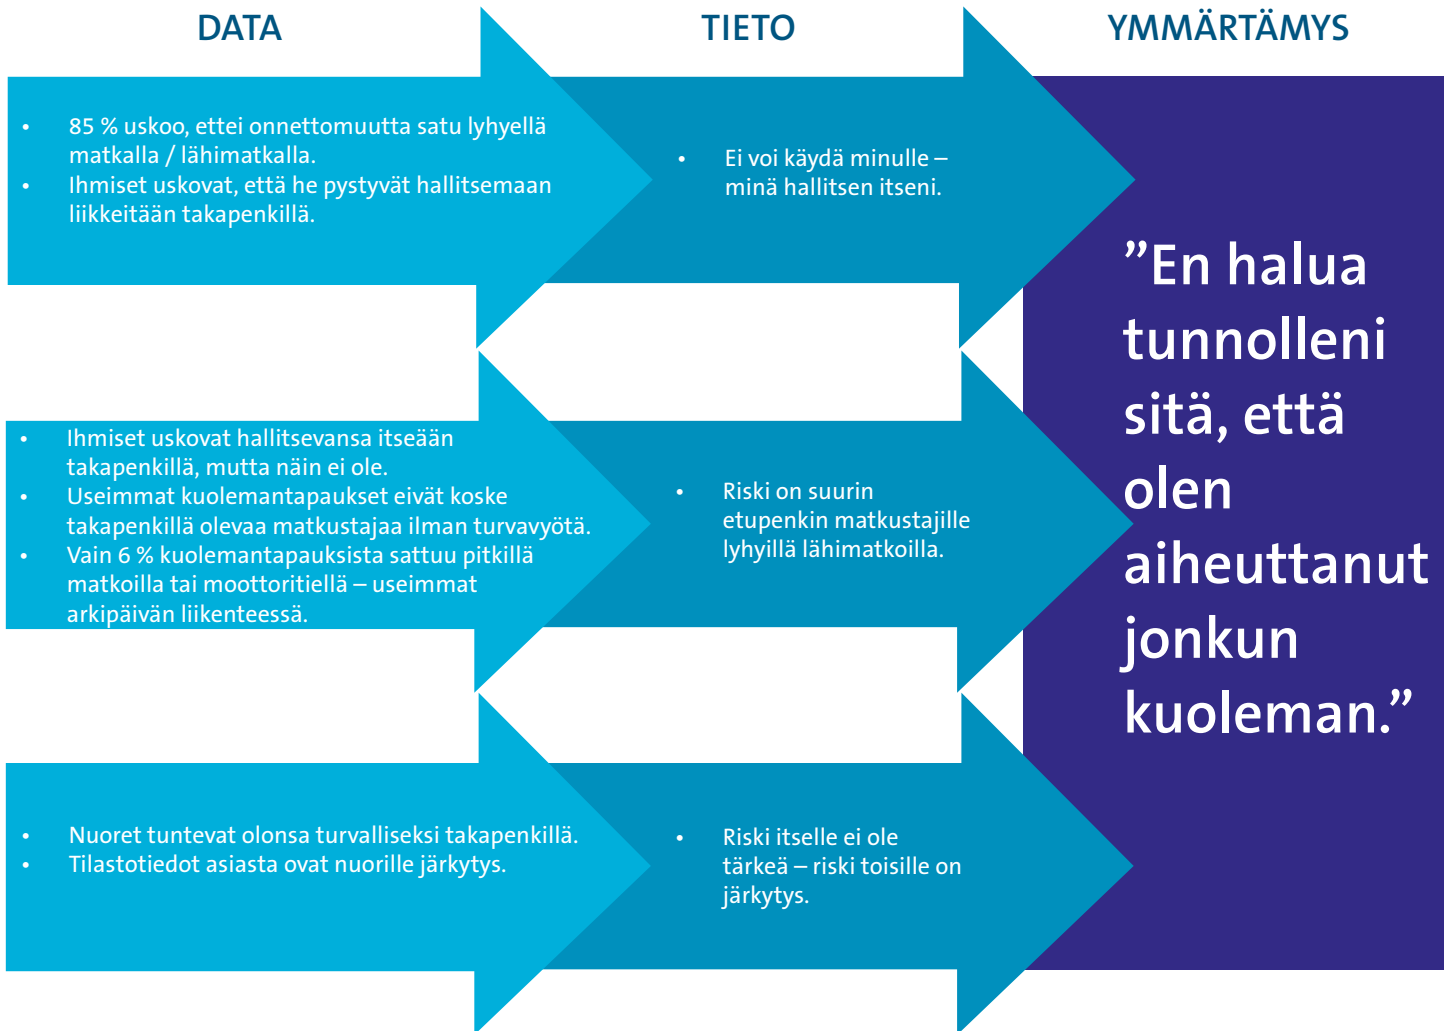 DATA
TIETO
YMMÄRTÄMYS
• 85 % uskoo, ettei onnettomuutta satu lyhyellä
matkalla / lähimatkalla.
• Ihmiset uskovat, että he pystyvät hallitsemaan
liikkeitään takapenkillä.
• Ei voi käydä minulle –
minä hallitsen itseni.
• Ihmiset uskovat hallitsevansa itseään
takapenkillä, mutta näin ei ole.
• Useimmat kuolemantapaukset eivät koske
takapenkillä olevaa matkustajaa ilman turvavyötä.
• Vain 6 % kuolemantapauksista sattuu pitkillä
matkoilla tai moottoritiellä – useimmat
arkipäivän liikenteessä.
• Riski on suurin
etupenkin matkustajille
lyhyillä lähimatkoilla.
• Nuoret tuntevat olonsa turvalliseksi takapenkillä.
• Tilastotiedot asiasta ovat nuorille järkytys.
• Riski itselle ei ole
tärkeä – riski toisille on
järkytys.
”En halua
tunnolleni
sitä, että
olen
aiheuttanut
jonkun
kuoleman.”